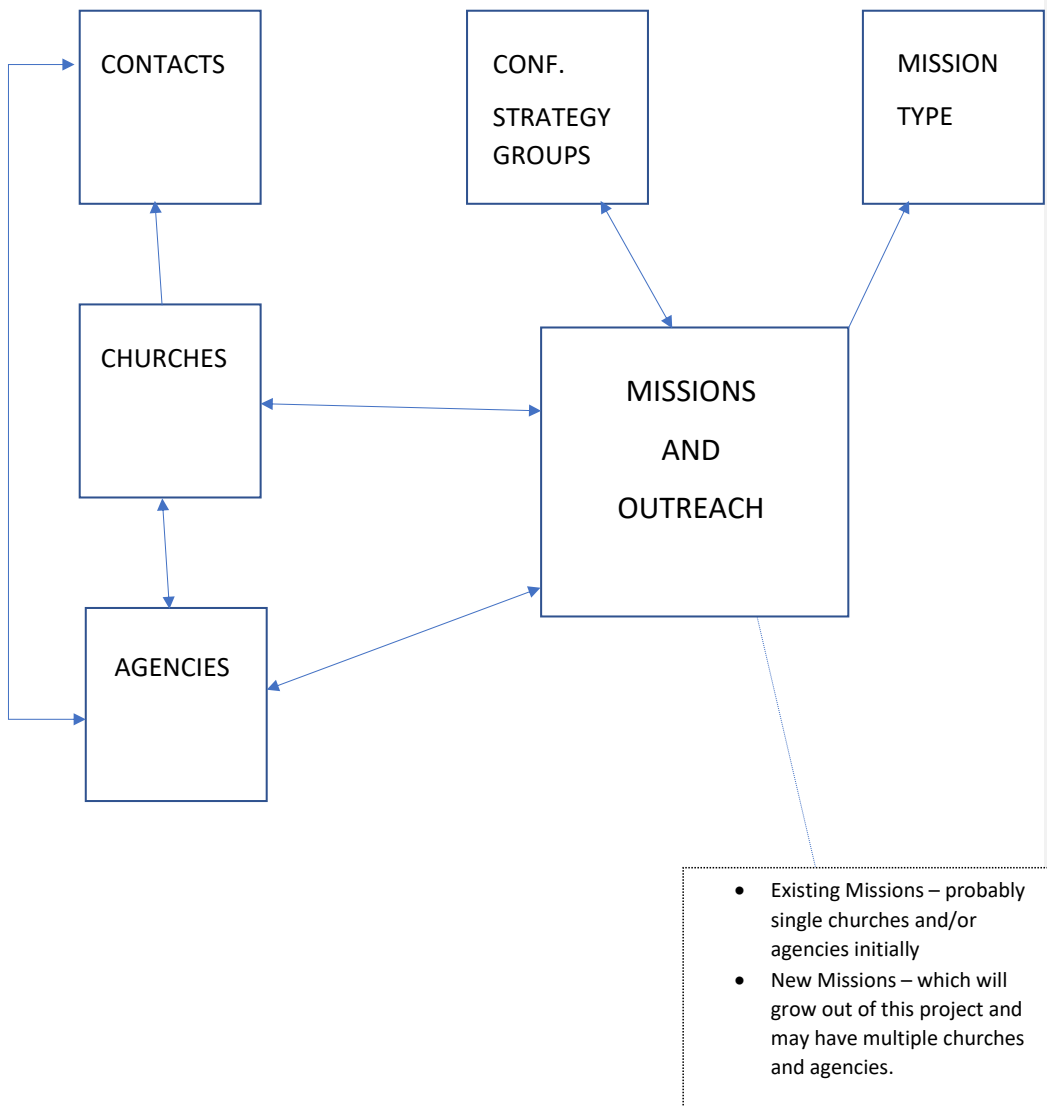 CONTACTS
CONF.
STRATEGY
GROUPS
MISSION
TYPE
CHURCHES
MISSIONS
AND
OUTREACH
AGENCIES
• Existing Missions – probably
single churches and/or
agencies initially
• New Missions – which will
grow out of this project and
may have multiple churches
and agencies.